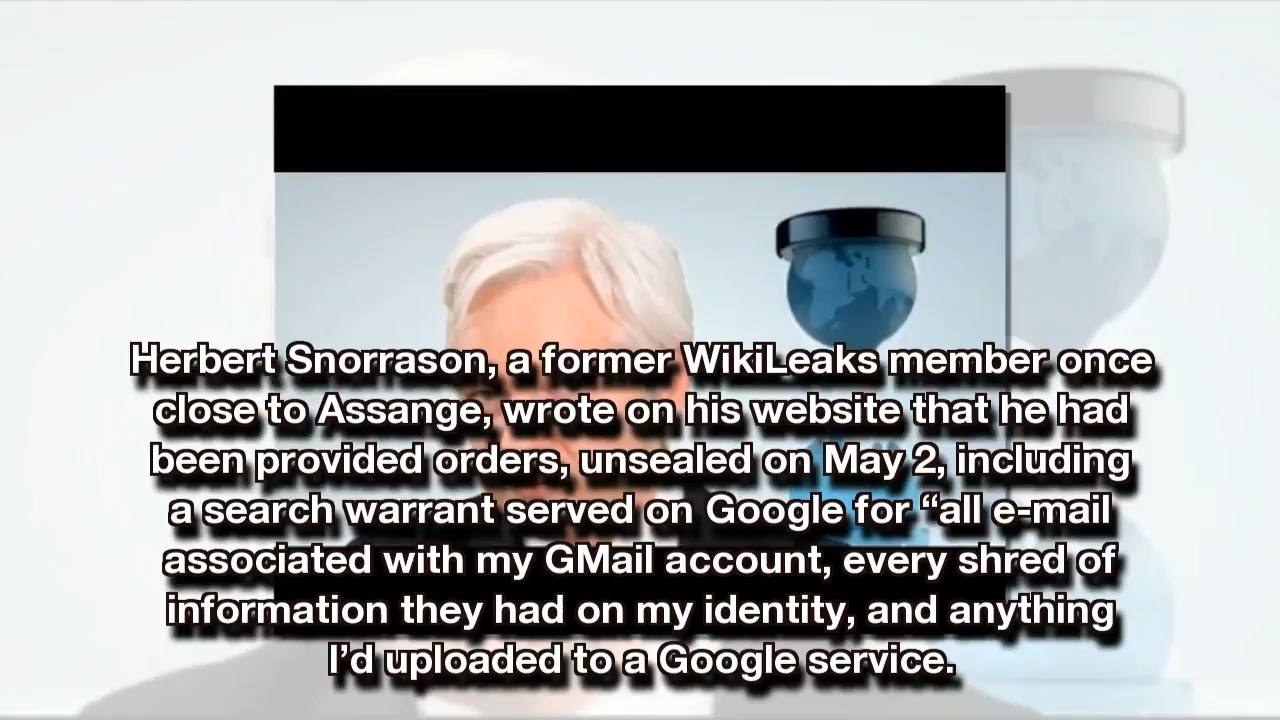 Herbert Snorrason, a former WikiLeaks member once
close to Assange, wrote on his website that he had
been provided orders, unsealed on May 2, including
a search warrant served on Google for “all e-mail
associated with my GMail account, every shred of
information they had on my identity, and anything
I’d uploaded to a Google service.